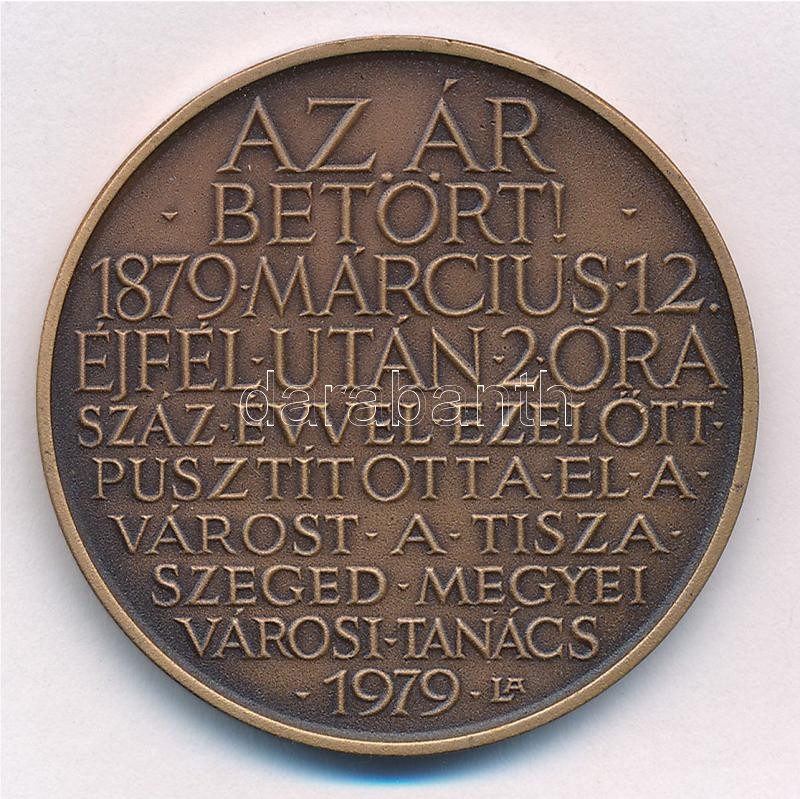 AZ ÁR
· BETÖRT! ·
1879·MÁRCIUS·12.
ÉJFÉL·UTÁN·2·ÓRA
darabanth
SZÁZ·ÉVVEL·EZELŐTT·
PUSZTÍTOTTA·EL·A·
VÁROST·A·TISZA·
SZEGED·MEGYEI
VÁROSI·TANÁCS
·1979· LA